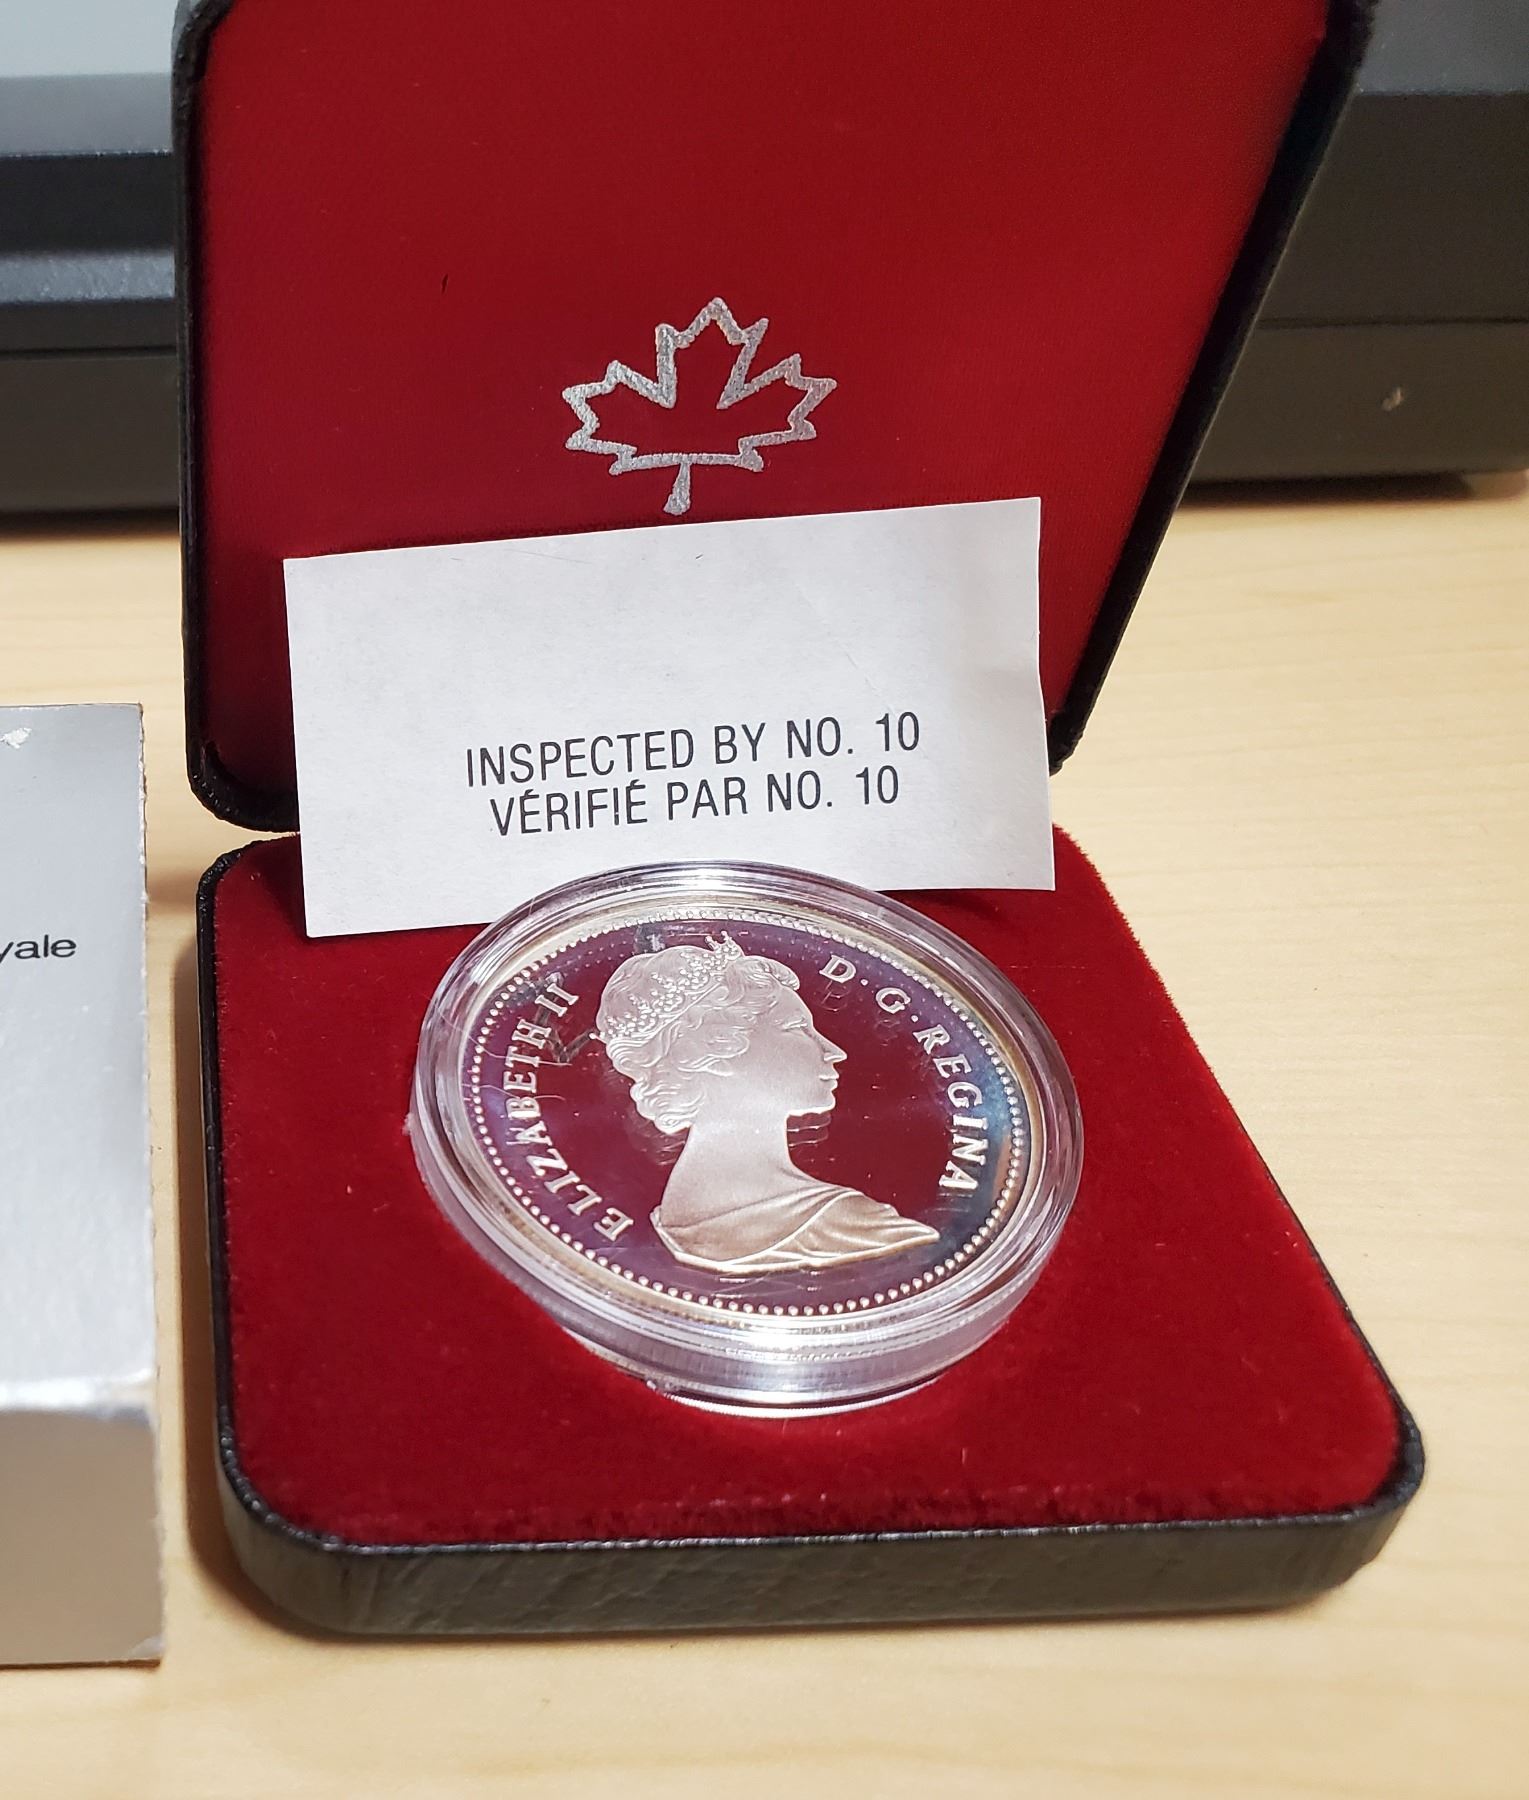 INSPECTED BY NO. 10
VÉRIFIÉ PAR NO. 10
yale
ELIZABETH II D·G·REGINA